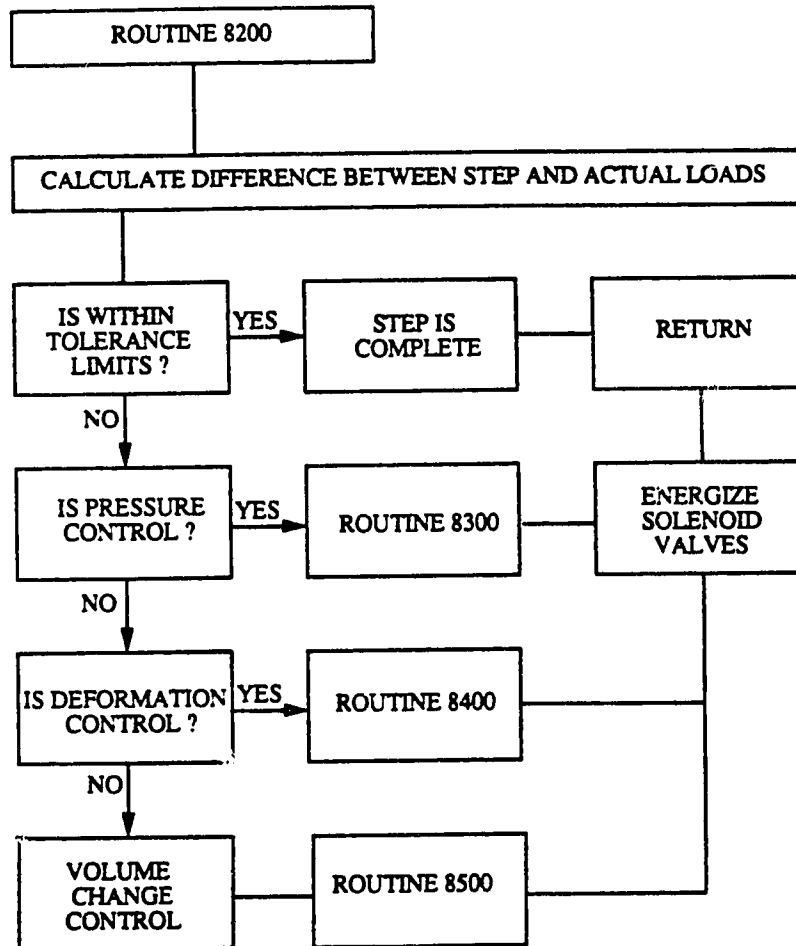 ROUTINE 8200
CALCULATE DIFFERENCE BETWEEN STEP AND ACTUAL LOADS
IS WITHIN
TOLERANCE
LIMITS ?
YES
STEP IS
COMPLETE
RETURN
NO
IS PRESSURE
CONTROL ?
YES
ROUTINE 8300
ENERGIZE
SOLENOID
VALVES
NO
IS DEFORMATION
CONTROL ?
YES
ROUTINE 8400
NO
VOLUME
CHANGE
CONTROL
ROUTINE 8500